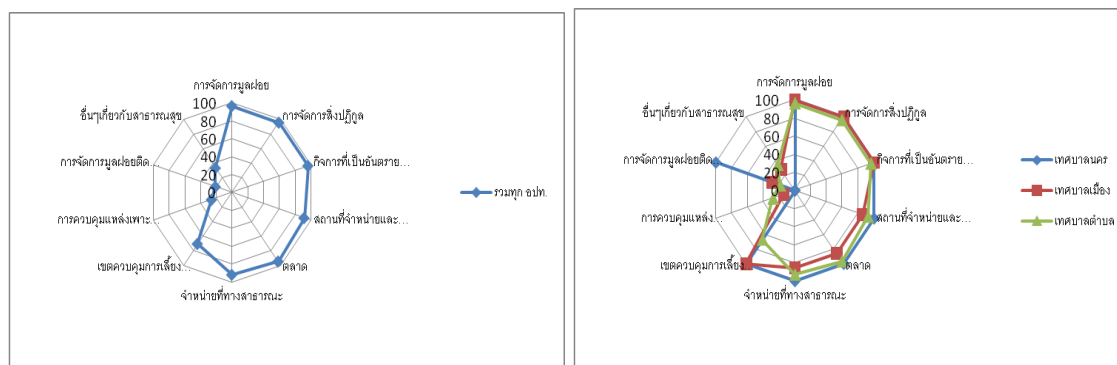 การจัดการมูลฝอย
การจัดการสิ่งปฏิกูล
กิจการที่เป็นอันตราย...
สถานที่จำหน่ายและ...
ตลาด
จำหน่ายที่ทางสาธารณะ
เขตควบคุมการเลี้ยง...
การควบคุมแหล่งเพาะ...
การจัดการมูลฝอยติด...
อื่นๆเกี่ยวกับสาธารณสุข
100
80
60
40
20
0
รวมทุก อปท.
การจัดการมูลฝอย
การจัดการสิ่งปฏิกูล
กิจการที่เป็นอันตราย...
สถานที่จำหน่ายและ...
ตลาด
จำหน่ายที่ทางสาธารณะ
เขตควบคุมการเลี้ยง...
การควบคุมแหล่ง...
การจัดการมูลฝอยติด...
อื่นๆเกี่ยวกับสาธารณสุข
100
80
60
40
20
0
เทศบาลนคร
เทศบาลเมือง
เทศบาลตำบล